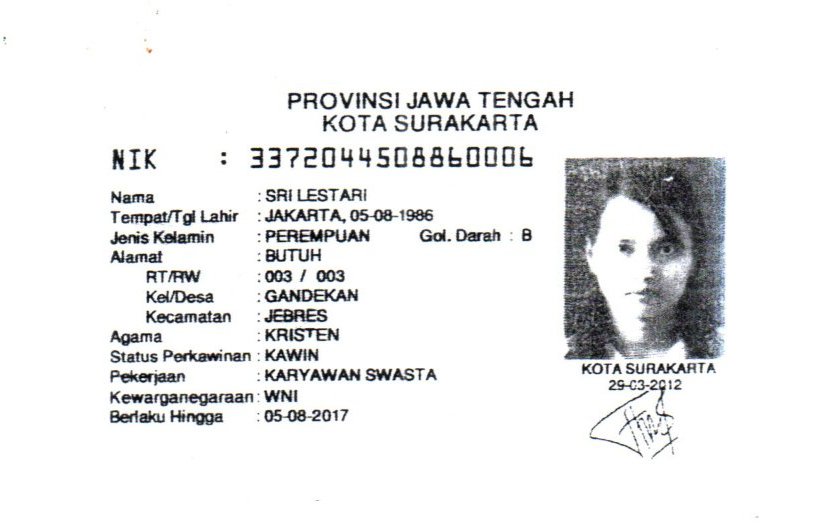 PROVINSI JAWA TENGAH
KOTA SURAKARTA
NIK : 3372044508860006
Nama : SRI LESTARI
Tempat/Tgl Lahir : JAKARTA, 05-08-1986
Jenis Kelamin : PEREMPUAN Gol. Darah : B
Alamat : BUTUH
RT/RW : 003 / 003
Kel/Desa : GANDEKAN
Kecamatan : JEBRES
Agama : KRISTEN
Status Perkawinan : KAWIN
Pekerjaan : KARYAWAN SWASTA
Kewarganegaraan : WNI
Berlaku Hingga : 05-08-2017
KOTA SURAKARTA
29-03-2012